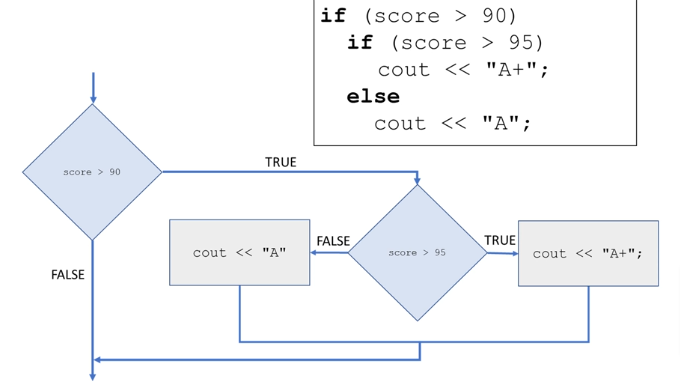 if (score > 90)
if (score > 95)
cout << "A+";
else
cout << "A";
score > 90
TRUE
FALSE
cout << "A"
FALSE
score > 95
TRUE
cout << "A+";